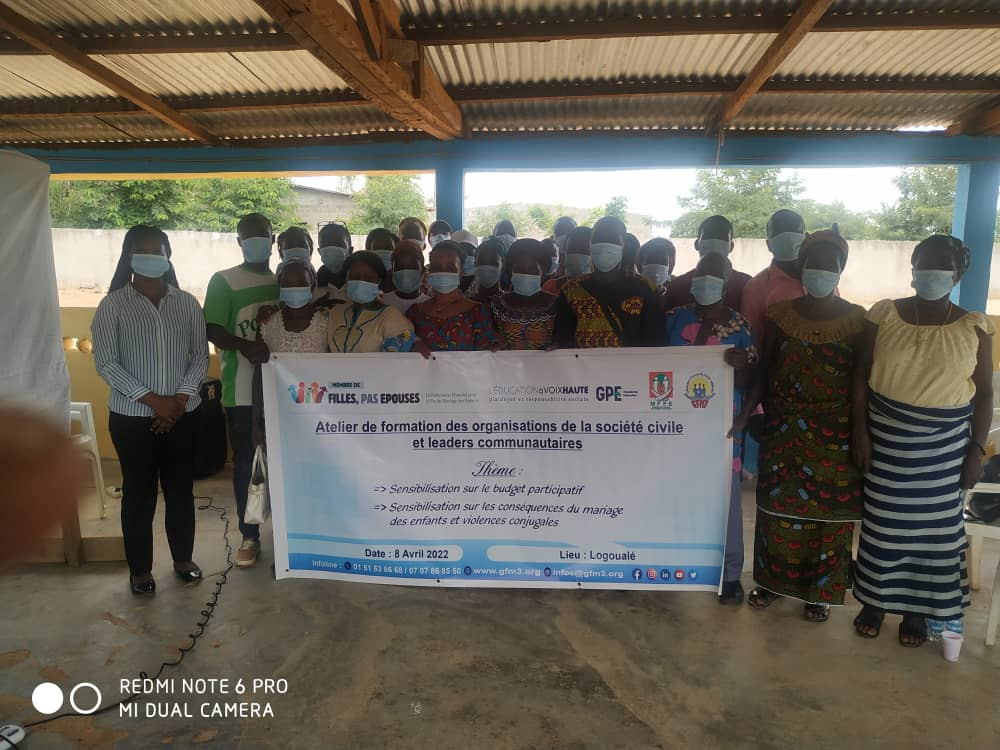 MEMBRE DE
FILLES, PAS EPOUSES
L'ÉDUCATION à VOIX HAUTE
plaidoyer et responsabilité sociale
GPE
MFFE
Atelier de formation des organisations de la société civile
et leaders communautaires
Thème :
=> Sensibilisation sur le budget participatif
=> Sensibilisation sur les conséquences du mariage
des enfants et violences conjugales
Date : 8 Avril 2022
Lieu : Logoualé
Infoline : 01 51 53 86 68 / 07 07 86 85 50 www.gfm3.org infos@gfm3.org
REDMI NOTE 6 PRO
MI DUAL CAMERA